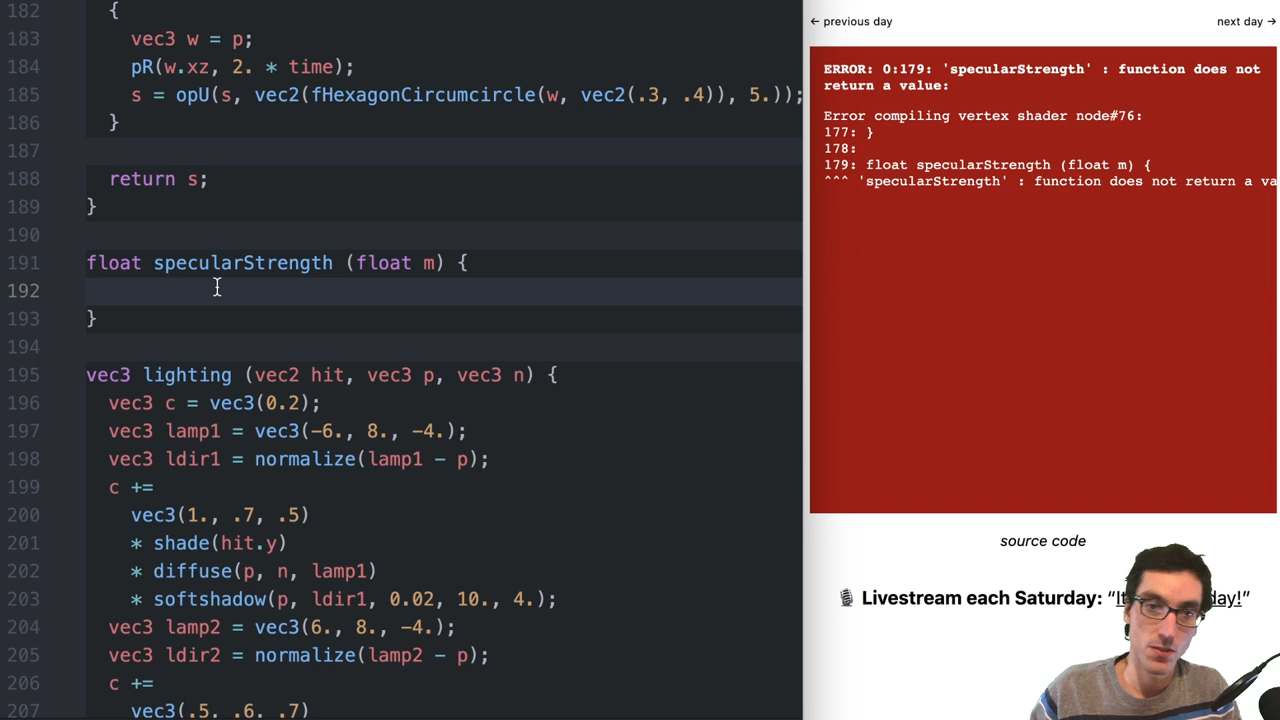 182 {
183 vec3 w = p;
184 pR(w.xz, 2. * time);
185 s = opU(s, vec2(fHexagonCircumcircle(w, vec2(.3, .4)), 5.));
186 }
187
188 return s;
189 }
190
191 float specularStrength (float m) {
192
193 }
194
195 vec3 lighting (vec2 hit, vec3 p, vec3 n) {
196 vec3 c = vec3(0.2);
197 vec3 lamp1 = vec3(-6., 8., -4.);
198 vec3 ldir1 = normalize(lamp1 - p);
199 c +=
200 vec3(1., .7, .5)
201 * shade(hit.y)
202 * diffuse(p, n, lamp1)
203 * softshadow(p, ldir1, 0.02, 10., 4.);
204 vec3 lamp2 = vec3(6., 8., -4.);
205 vec3 ldir2 = normalize(lamp2 - p);
206 c +=
207 vec3(.5, .6, .7)
← previous day
next day →
ERROR: 0:179: 'specularStrength' : function does not
return a value:
Error compiling vertex shader node#76:
177: }
178:
179: float specularStrength (float m) {
^^^ 'specularStrength' : function does not return a va
source code
🎙 Livestream each Saturday: “It day!”